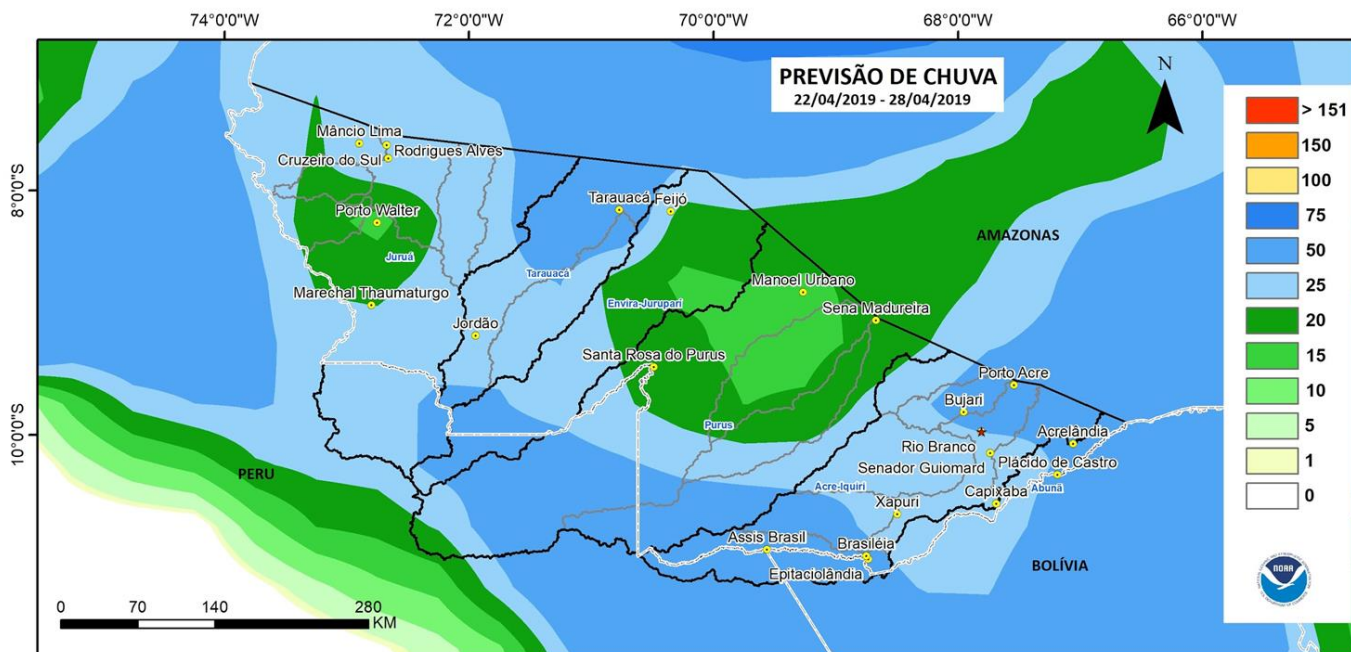 74°0'0"W
72°0'0"W
70°0'0"W
68°0'0"W
66°0'0"W
PREVISÃO DE CHUVA
22/04/2019 - 28/04/2019
N
> 151
150
100
75
50
25
20
15
10
5
1
0
NOAA
8°0'0"S
10°0'0"S
Mâncio Lima
Rodrigues Alves
Cruzeiro do Sul
Porto Walter
Juruá
Marechal Thaumaturgo
Tarauacá
Feijó
Tarauacá
Jordão
Envira-Jurupari
AMAZONAS
Manoel Urbano
Sena Madureira
Santa Rosa do Purus
Purus
Porto Acre
Bujari
Rio Branco
Acrelândia
Senador Guiomard
Plácido de Castro
Acre-Iquiri
Abunã
Xapuri
Capixaba
PERU
Assis Brasil
Brasiléia
Epitaciolândia
BOLÍVIA
0
70
140
280
KM